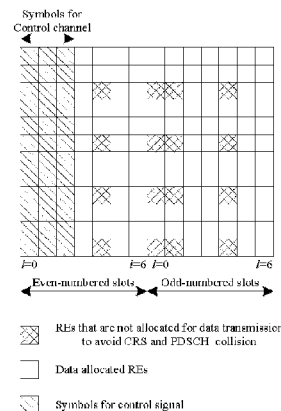 Symbols for
Control channel
l=0
l=6
l=0
l=6
Even-numbered slots
Odd-numbered slots
REs that are not allocated for data transmission
to avoid CRS and PDSCH collision
Data allocated REs
Symbols for control signal